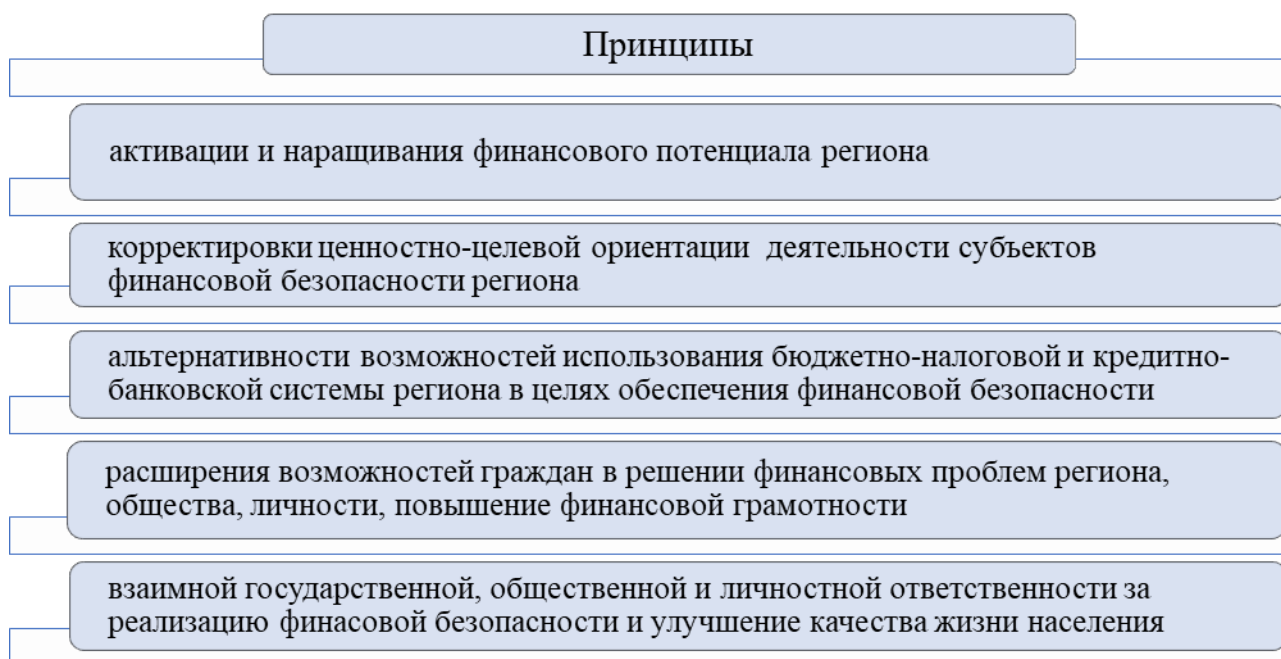 Принципы
активации и наращивания финансового потенциала региона
корректировки ценностно-целевой ориентации  деятельности субъектов
финансовой безопасности региона
альтернативности возможностей использования бюджетно-налоговой и кредитно-
банковской системы региона в целях обеспечения финансовой безопасности
расширения возможностей граждан в решении финансовых проблем региона,
общества, личности, повышение финансовой грамотности
взаимной государственной, общественной и личностной ответственности за
реализацию финасовой безопасности и улучшение качества жизни населения